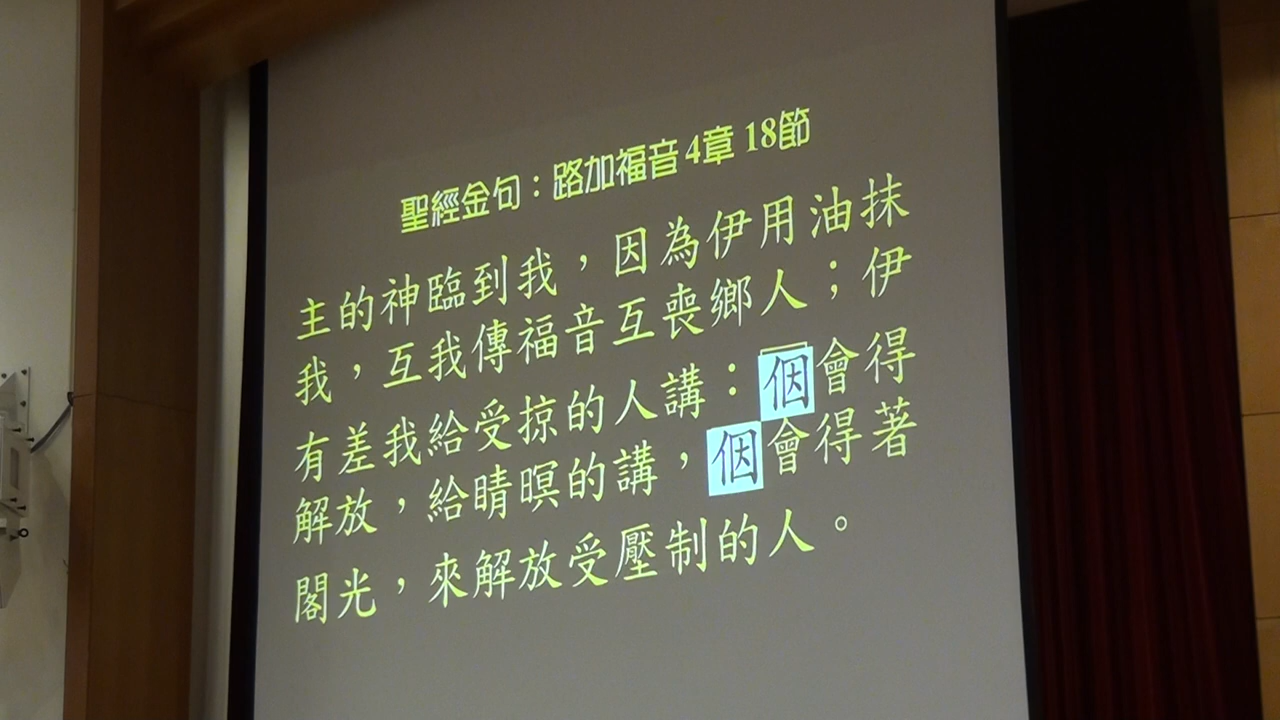 聖經金句：路加福音4章 18節
主的神臨到我，因為伊用油抹
我，互我傳福音互喪鄉人；伊
有差我給受掠的人講：𪜶會得
解放，給睛暝的講，𪜶會得著
閣光，來解放受壓制的人。